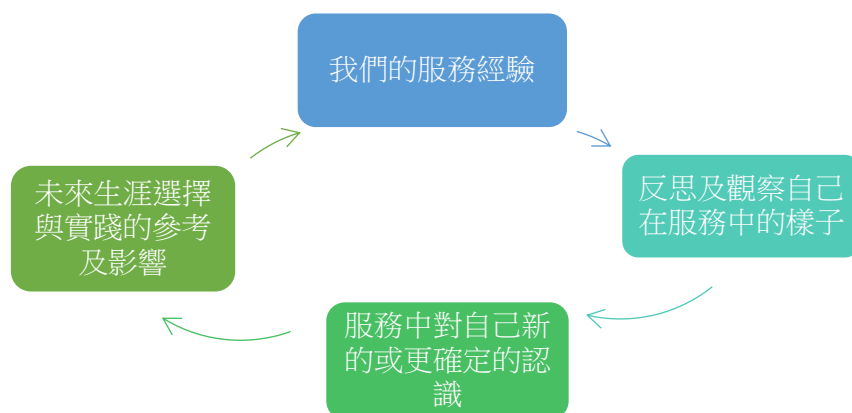 我們的服務經驗
反思及觀察自己
在服務中的樣子
服務中對自己新
的或更確定的認
識
未來生涯選擇
與實踐的參考
及影響